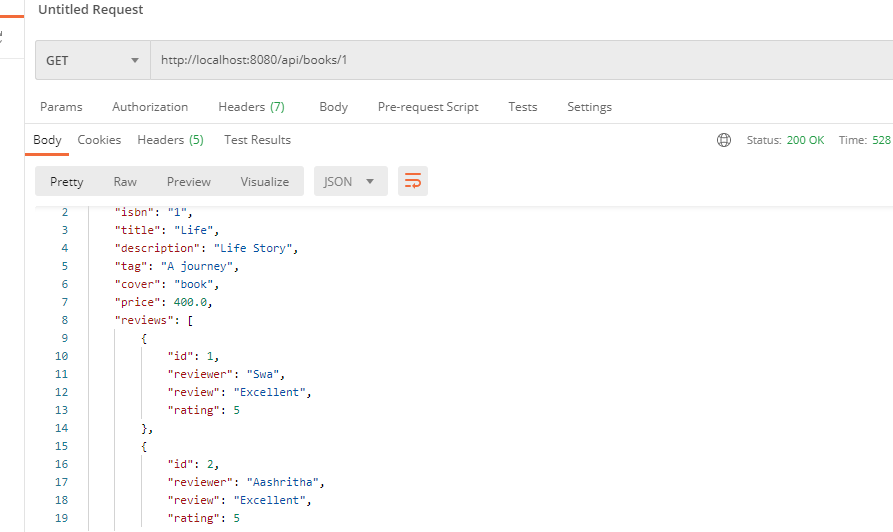 Untitled Request
GET http://localhost:8080/api/books/1
Params Authorization Headers (7) Body Pre-request Script Tests Settings
Body Cookies Headers (5) Test Results Status: 200 OK Time: 528
Pretty Raw Preview Visualize JSON
2 "isbn": "1",
3 "title": "Life",
4 "description": "Life Story",
5 "tag": "A journey",
6 "cover": "book",
7 "price": 400.0,
8 "reviews": [
9 {
10 "id": 1,
11 "reviewer": "Swa",
12 "review": "Excellent",
13 "rating": 5
14 },
15 {
16 "id": 2,
17 "reviewer": "Aashritha",
18 "review": "Excellent",
19 "rating": 5